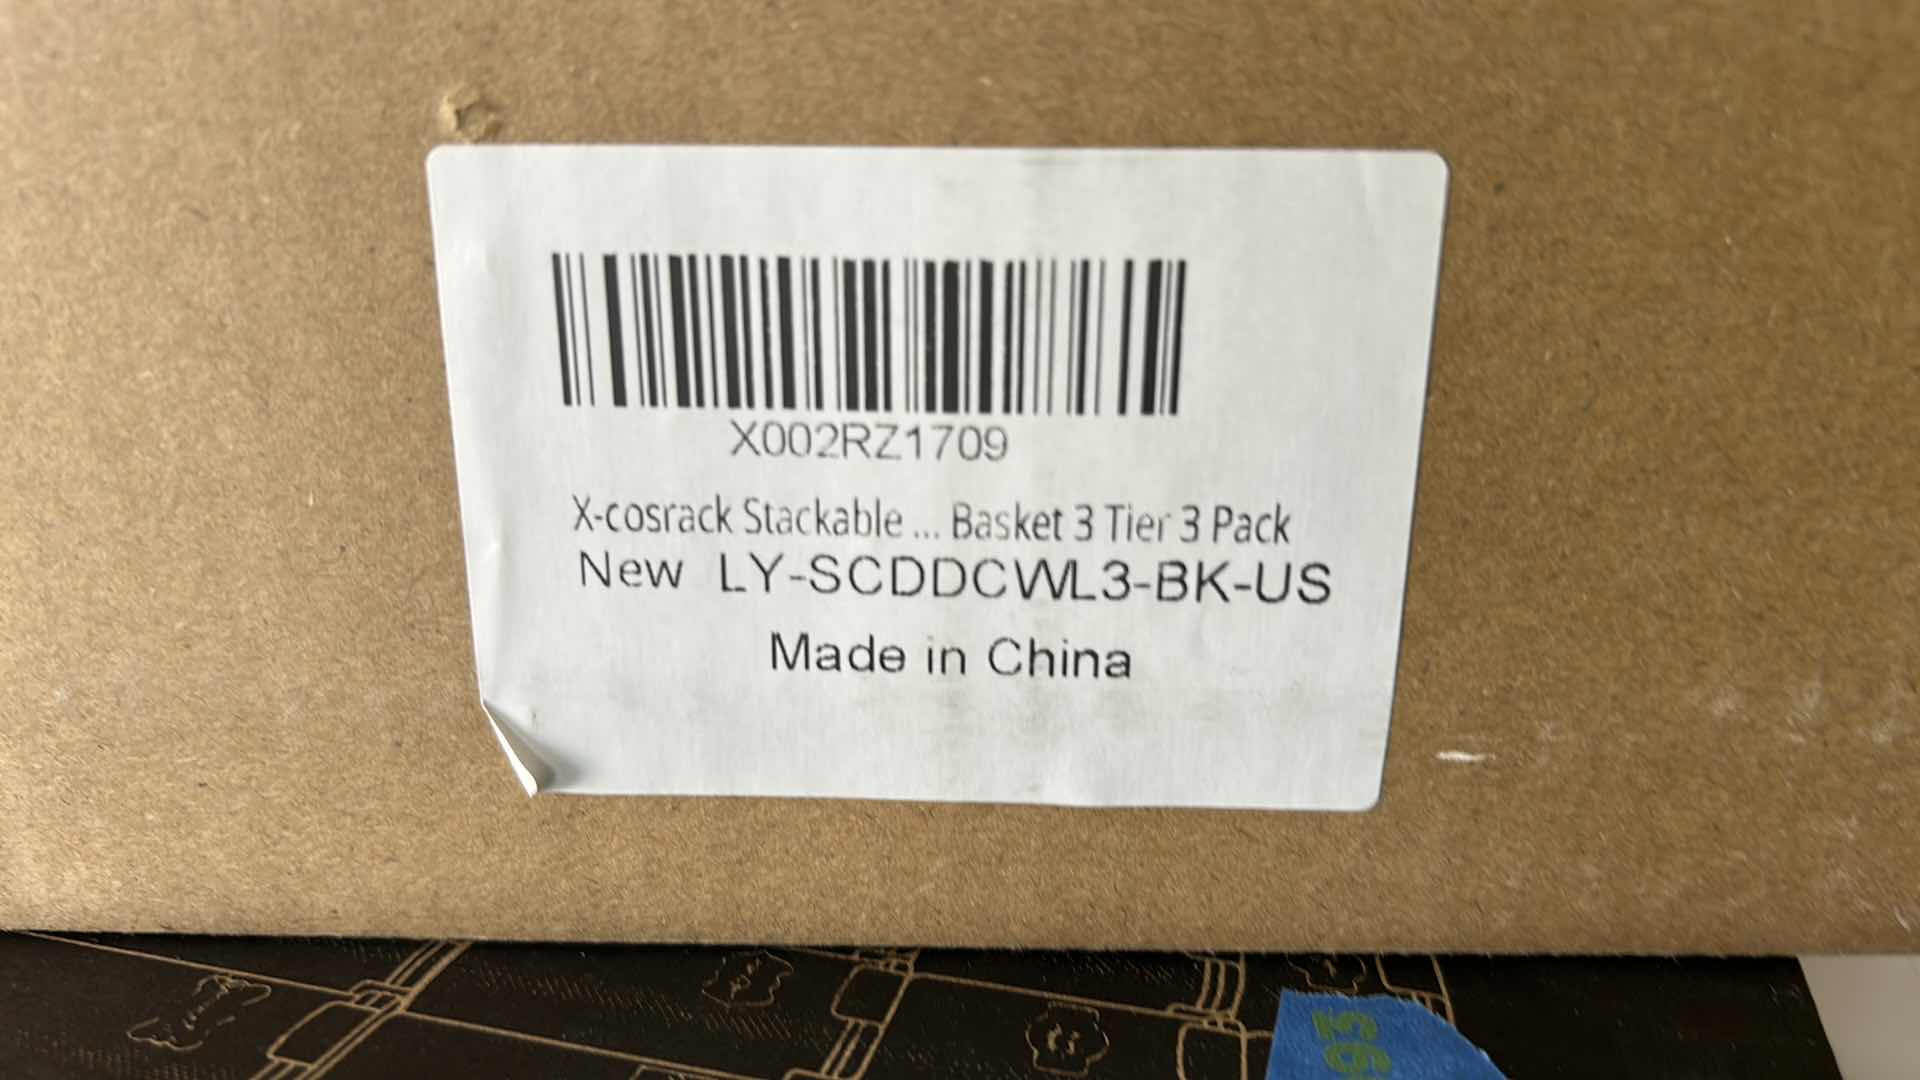 X002RZ1709
X-cosrack Stackable ... Basket 3 Tier 3 Pack
New LY-SCDDCWL3-BK-US
Made in China